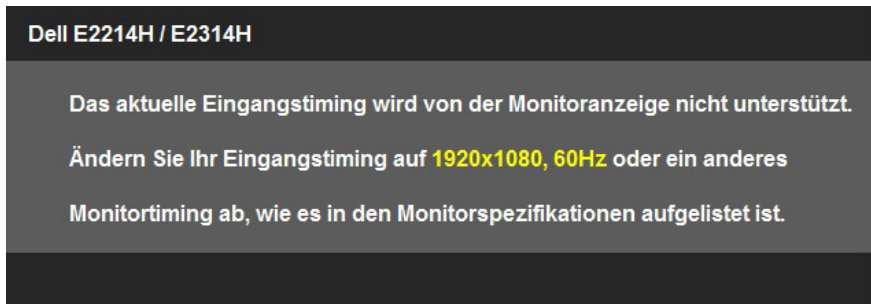 Dell E2214H / E2314H
Das aktuelle Eingangstiming wird von der Monitoranzeige nicht unterstützt.
Ändern Sie Ihr Eingangstiming auf 1920x1080, 60Hz oder ein anderes
Monitortiming ab, wie es in den Monitorspezifikationen aufgelistet ist.